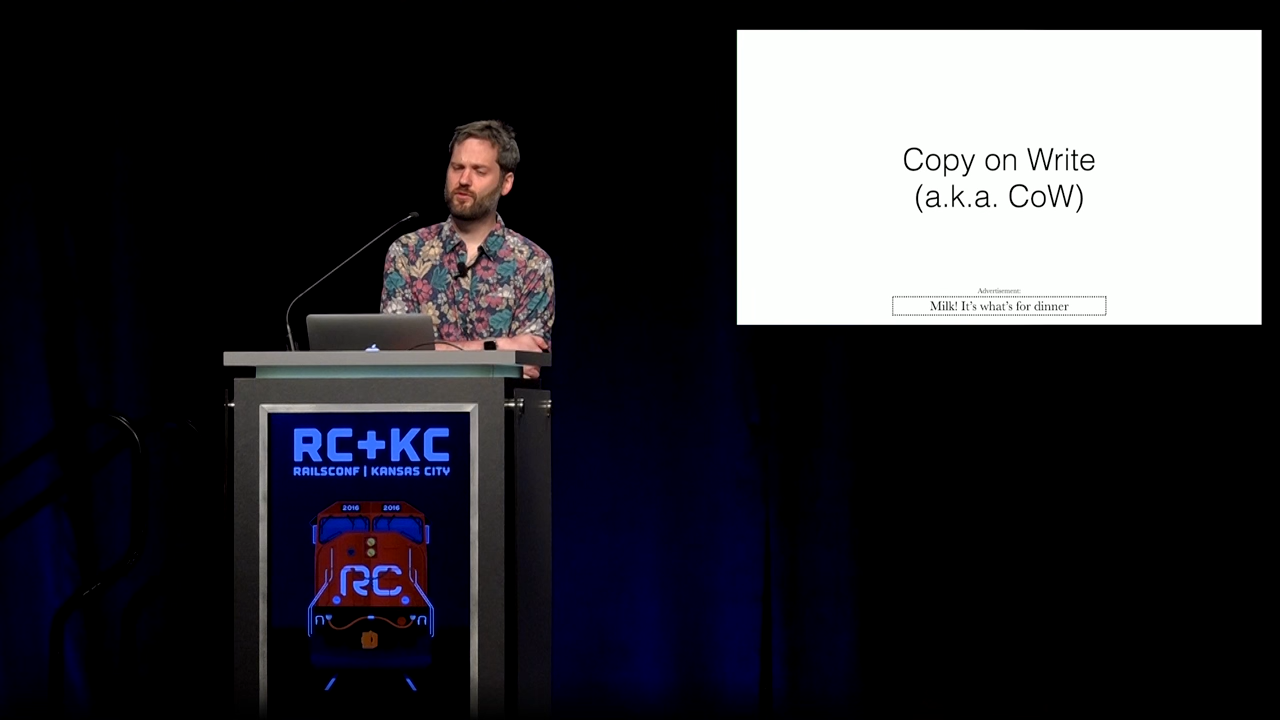 Copy on Write
(a.k.a. CoW)
Advertisement:
Milk! It's what's for dinner
RC+KC
RAILSCONF | KANSAS CITY
2016 2016
RC